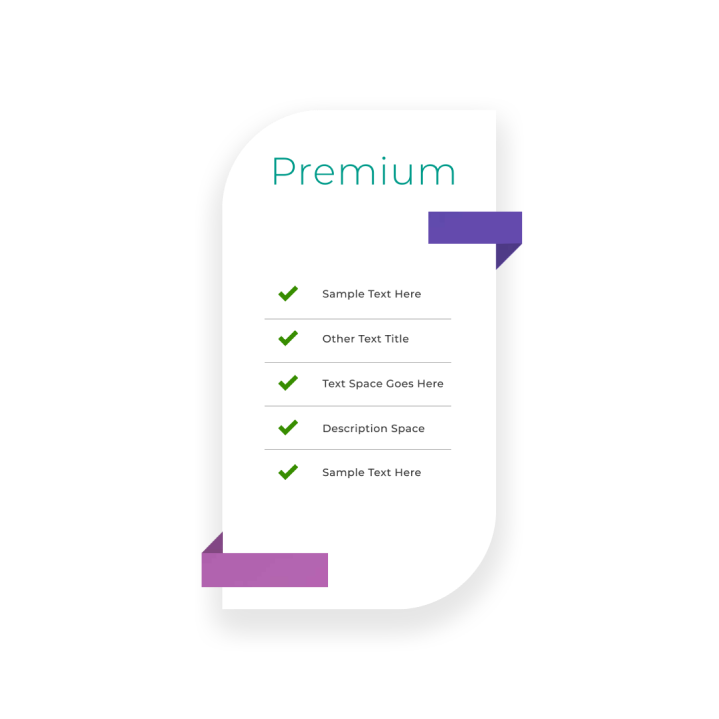 Premium
Sample Text Here
Other Text Title
Text Space Goes Here
Description Space
Sample Text Here